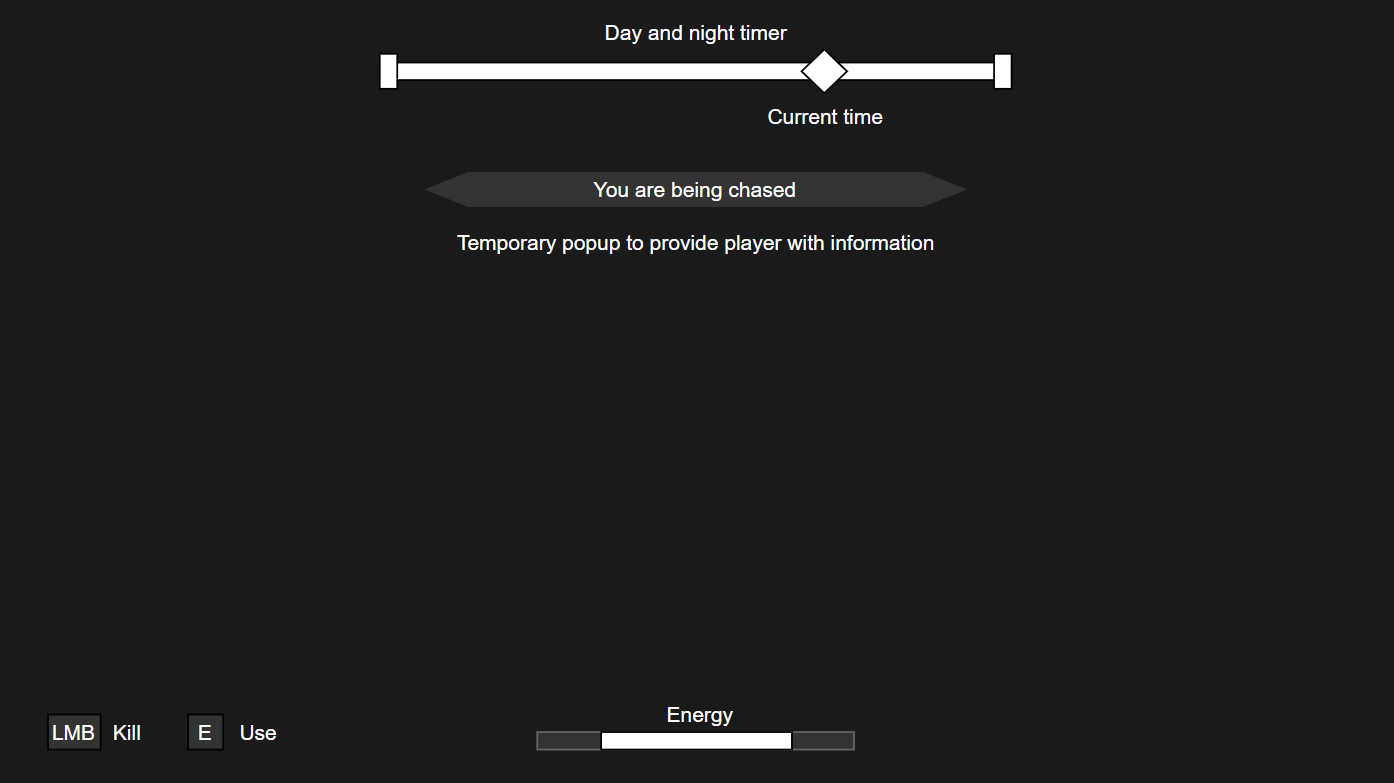 Day and night timer
Current time
You are being chased
Temporary popup to provide player with information
Energy
LMB Kill E Use